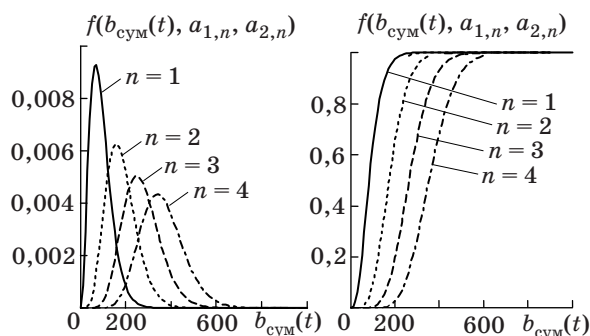 f(b_сум(t), a_1,n, a_2,n)
n = 1
0,008
n = 2
0,006
n = 3
0,004
n = 4
0,002
0 200 600 b_сум(t)
f(b_сум(t), a_1,n, a_2,n)
0,8
n = 1
n = 2
0,6
n = 3
0,4
n = 4
0,2
0 200 600 b_сум(t)